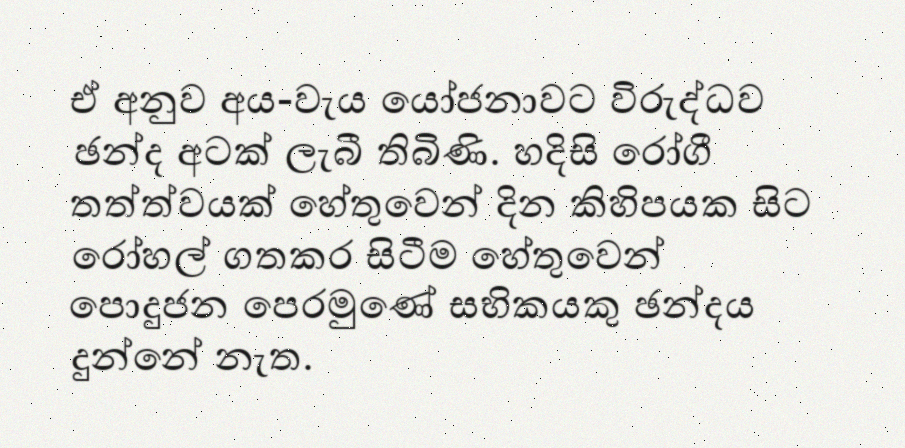 ඒ අනුව අය-වැය යෝජනාවට විරුද්ධව
ඡන්ද අටක් ලැබී තිබිණි. හදිසි රෝගී
තත්ත්වයක් හේතුවෙන් දින කිහිපයක සිට
රෝහල් ගතකර සිටීම හේතුවෙන්
පොදුජන පෙරමුණේ සභිකයකු ඡන්දය
දුන්නේ නැත.